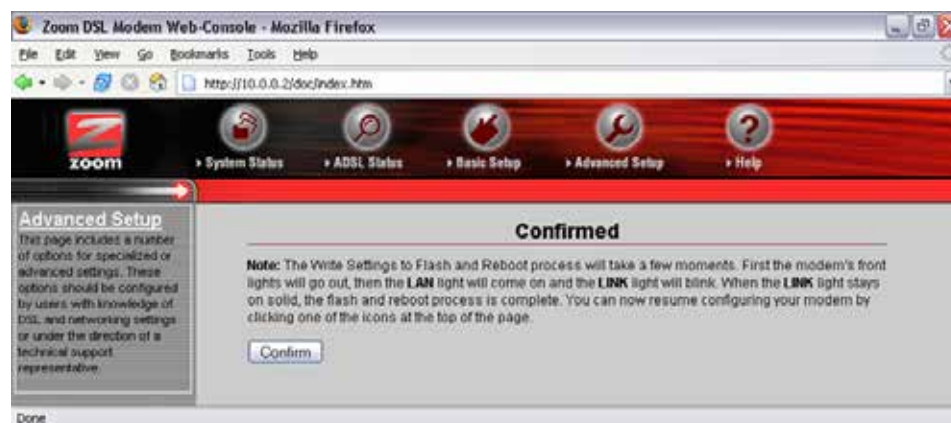 Zoom DSL Modem Web-Console - Mozilla Firefox
File Edit View Go Bookmarks Tools Help
http://10.0.0.2/doc/index.htm
zoom
System Status
ADSL Status
Basic Setup
Advanced Setup
Help
Advanced Setup
This page includes a number
of options for specialized or
advanced settings. These
options should be configured
by users with knowledge of
DSL and networking settings
or under the direction of a
technical support
representative.
Confirmed
Note: The Write Settings to Flash and Reboot process will take a few moments. First the modem's front
lights will go out, then the LAN light will come on and the LINK light will blink. When the LINK light stays
on solid, the flash and reboot process is complete. You can now resume configuring your modem by
clicking one of the icons at the top of the page.
Confirm
Done